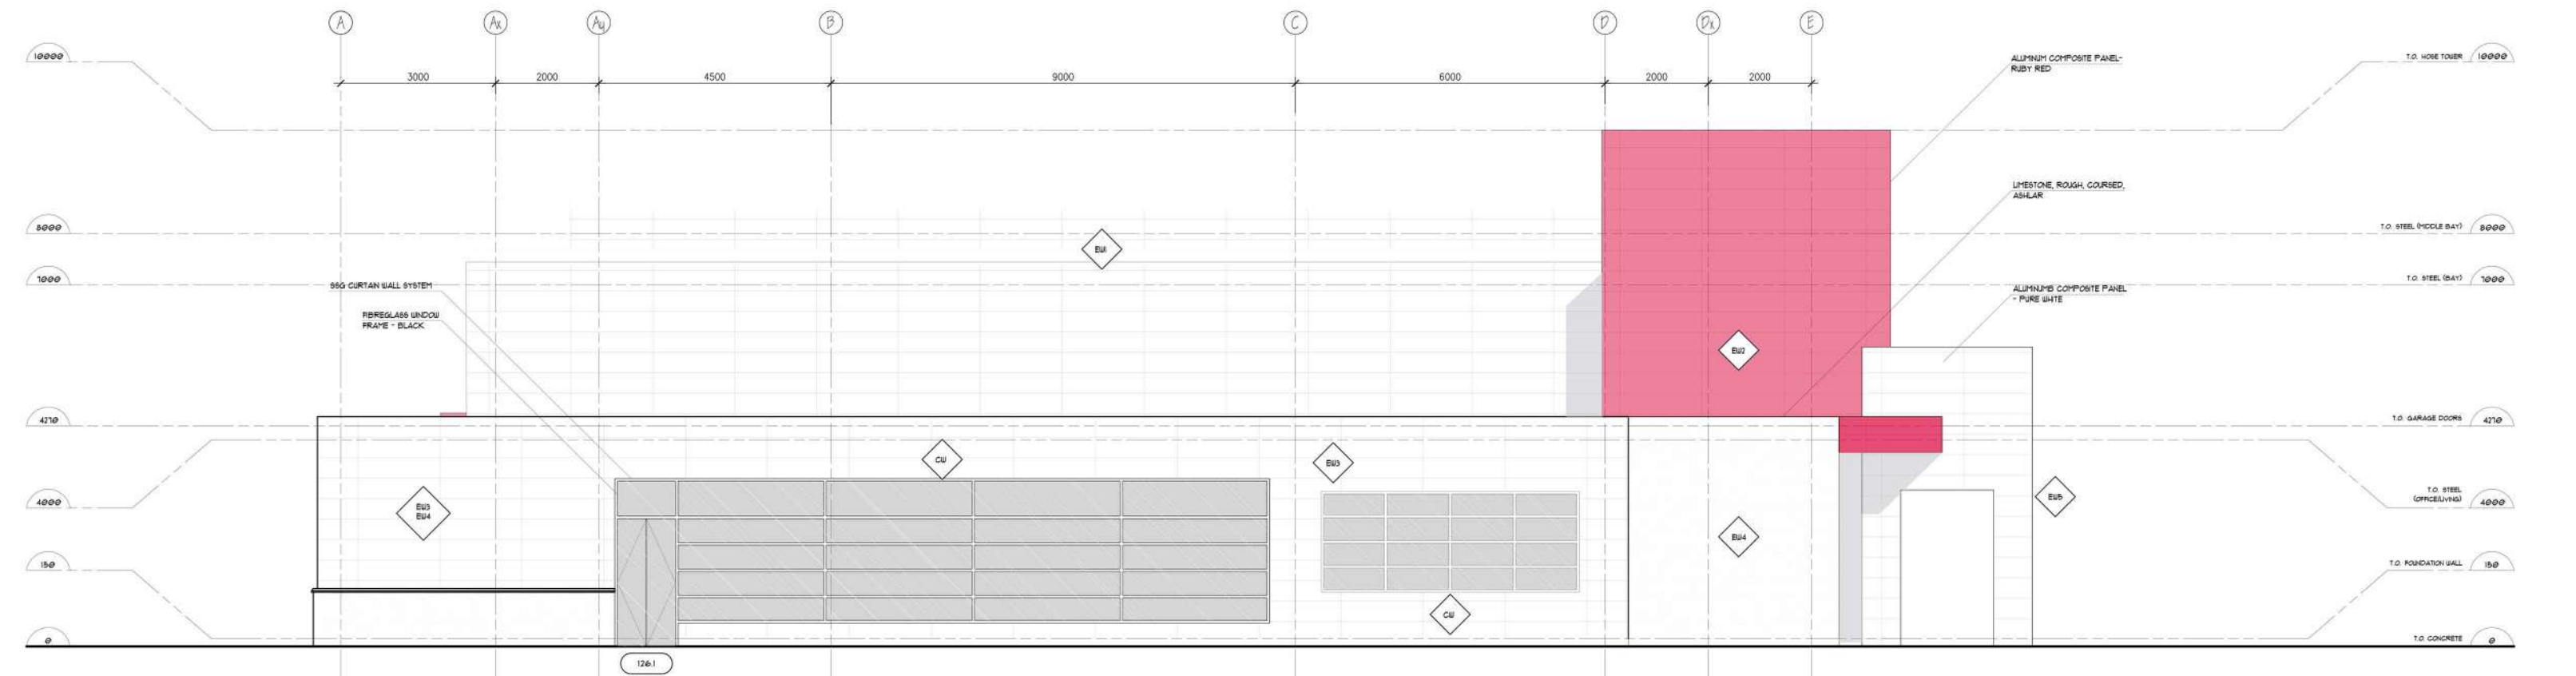 A Ax Ay B C D Dx E
10000
3000 2000 4500 9000 6000 2000 2000
T.O. HOSE TOWER 10000
ALUMINUM COMPOSITE PANEL-
RUBY RED
LIMESTONE, ROUGH, COURSED,
ASHLAR
8000
EW1
T.O. STEEL (MIDDLE BAY) 8000
7000
T.O. STEEL (BAY) 7000
SSG CURTAIN WALL SYSTEM
ALUMINUMB COMPOSITE PANEL
- PURE WHITE
FIBREGLASS WINDOW
FRAME - BLACK
EW2
4270
T.O. GARAGE DOORS 4270
CW
EW3
4000
EW3
EW4
EW5
T.O. STEEL
(OFFICE/LIVING) 4000
EW4
150
T.O. FOUNDATION WALL 150
CW
0
T.O. CONCRETE 0
126.1